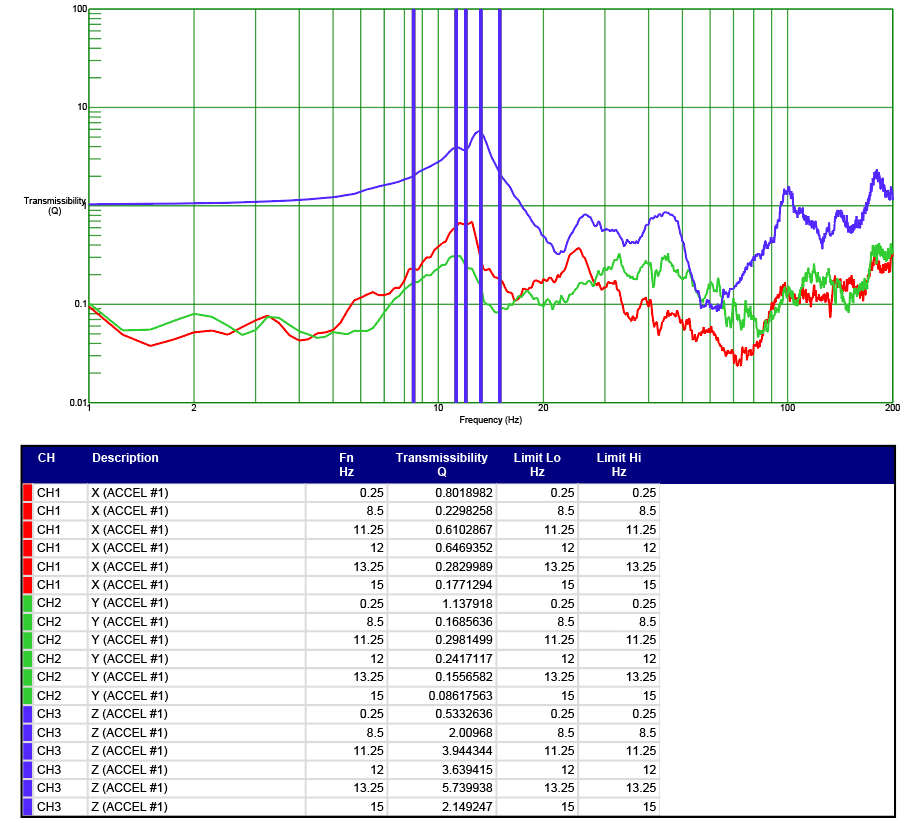 100
10
Transmissibility
(Q)
1
0.1
0.01
1 2 10 20 100 200
Frequency (Hz)
CH Description Fn Transmissibility Limit Lo Limit Hi
Hz Q Hz Hz
CH1 X (ACCEL #1) 0.25 0.8018982 0.25 0.25
CH1 X (ACCEL #1) 8.5 0.2298258 8.5 8.5
CH1 X (ACCEL #1) 11.25 0.6102867 11.25 11.25
CH1 X (ACCEL #1) 12 0.6469352 12 12
CH1 X (ACCEL #1) 13.25 0.2829989 13.25 13.25
CH1 X (ACCEL #1) 15 0.1771294 15 15
CH2 Y (ACCEL #1) 0.25 1.137918 0.25 0.25
CH2 Y (ACCEL #1) 8.5 0.1685636 8.5 8.5
CH2 Y (ACCEL #1) 11.25 0.2981499 11.25 11.25
CH2 Y (ACCEL #1) 12 0.2417117 12 12
CH2 Y (ACCEL #1) 13.25 0.1556582 13.25 13.25
CH2 Y (ACCEL #1) 15 0.08617563 15 15
CH3 Z (ACCEL #1) 0.25 0.5332636 0.25 0.25
CH3 Z (ACCEL #1) 8.5 2.00968 8.5 8.5
CH3 Z (ACCEL #1) 11.25 3.944344 11.25 11.25
CH3 Z (ACCEL #1) 12 3.639415 12 12
CH3 Z (ACCEL #1) 13.25 5.739938 13.25 13.25
CH3 Z (ACCEL #1) 15 2.149247 15 15